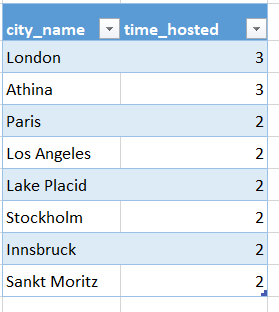 city_name time_hosted
London 3
Athina 3
Paris 2
Los Angeles 2
Lake Placid 2
Stockholm 2
Innsbruck 2
Sankt Moritz 2